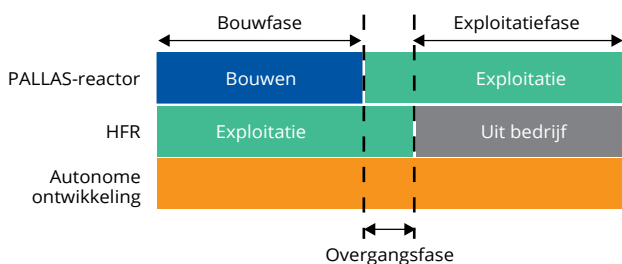 Bouwfase
Exploitatiefase
PALLAS-reactor
Bouwen
Exploitatie
HFR
Exploitatie
Uit bedrijf
Autonome
ontwikkeling
Overgangsfase